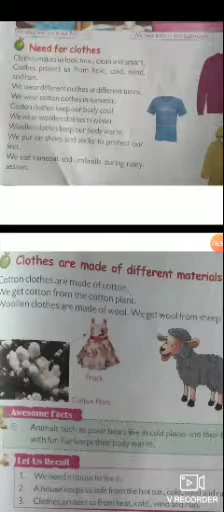 Need for clothes
Clothes help us to look neat, clean and smart.
Clothes protect us from heat, cold, wind
and rain.
We wear different clothes at different times.
We wear cotton clothes in summer.
Cotton clothes keep our body cool.
We wear woollen clothes in winter.
Woollen clothes keep our body warm.
We put on shoes and socks to protect our
feet.
We use raincoat and umbrella during rainy
season.
Clothes are made of different materials
Cotton clothes are made of cotton.
We get cotton from the cotton plant.
Woollen clothes are made of wool. We get wool from sheep
Frock
Cotton Plant
Awesome Facts
Animals such as polar bears live in cold places and their
with fur. Fur keeps their body warm.
Let Us Recall
1. We need a house to live in.
2. A house keeps us safe from the hot sun, cold, wind and
3. Clothes protect us from heat, cold, wind and rain.
V RECORDER